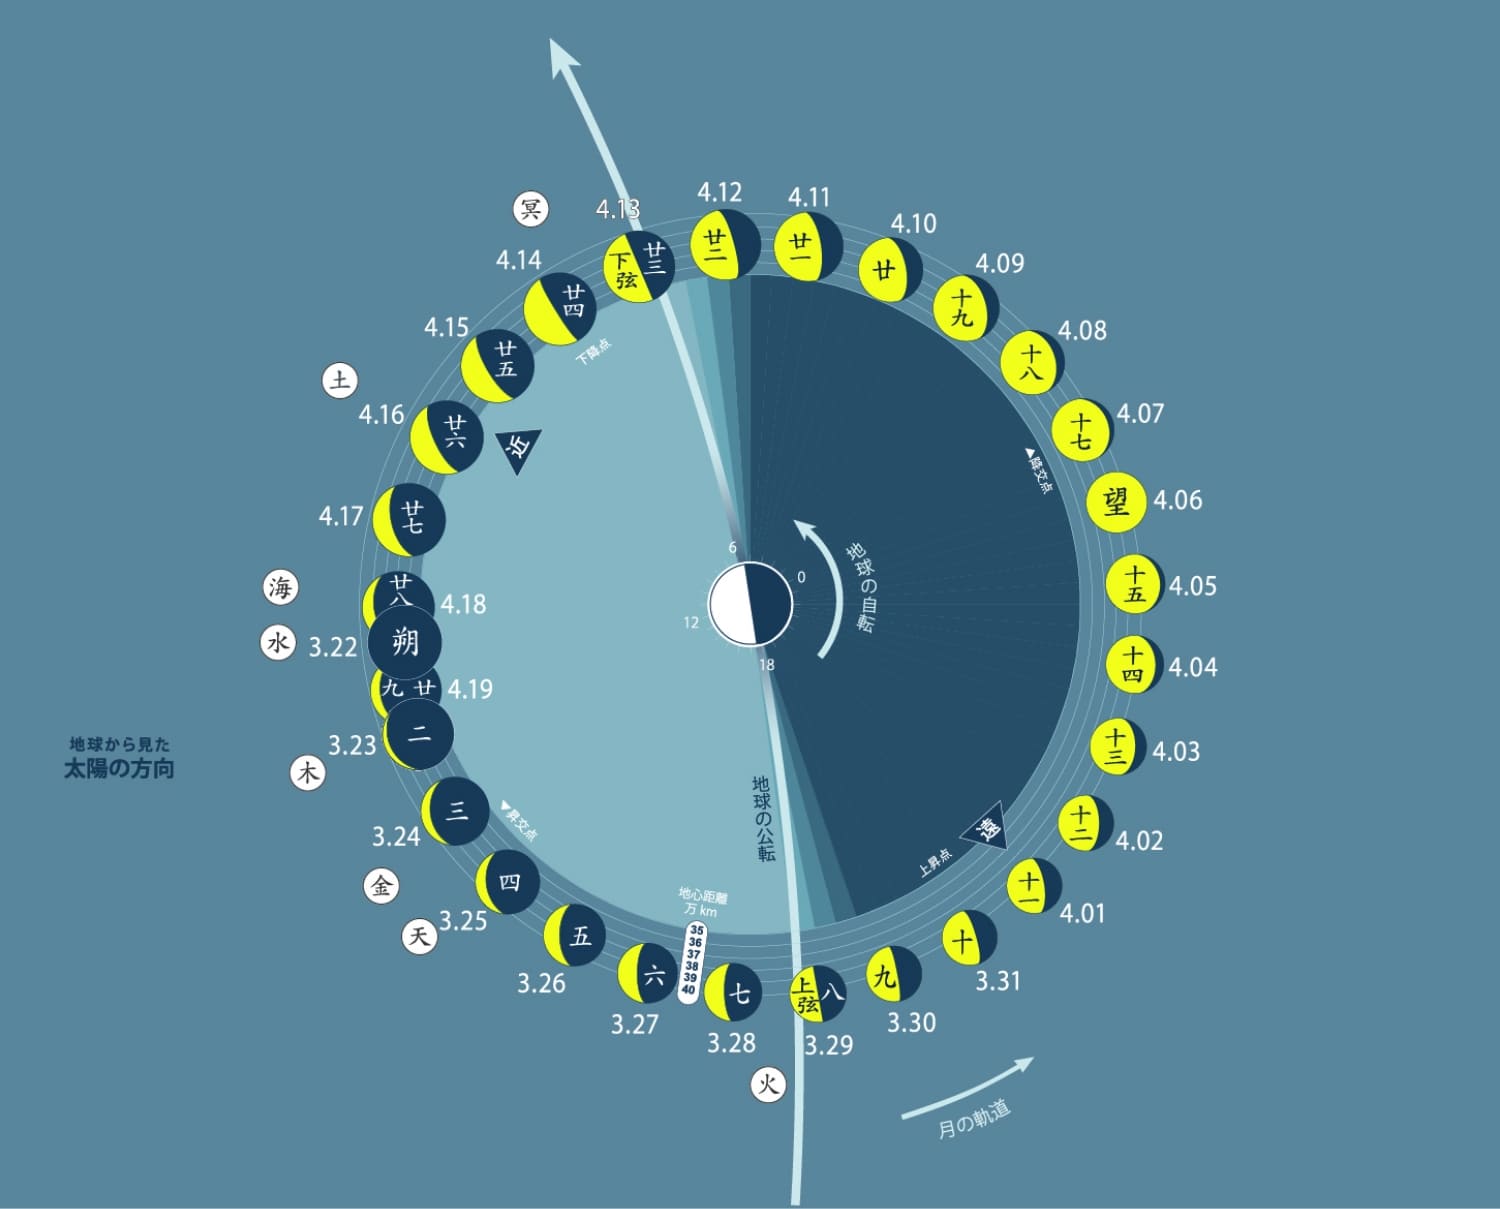 冥
4.13
廿三
下弦
4.12
廿二
4.11
廿一
4.10
廿
4.09
十九
4.08
十八
4.07
十七
4.06
望
4.05
十五
4.04
十四
4.03
十三
4.02
十二
4.01
十一
3.31
十
3.30
九
3.29
八
上弦
3.28
七
3.27
六
3.26
五
3.25
四
3.24
三
3.23
二
3.22
朔
4.19
廿九
4.18
廿八
4.17
廿七
4.16
廿六
4.15
廿五
4.14
廿四
土
海
水
木
金
天
火
下降点
近
▲降交点
遠
上昇点
▼昇交点
地球の自転
地球の公転
6
0
12
18
地心距離
万 km
35
36
37
38
39
40
地球から見た
太陽の方向
月の軌道